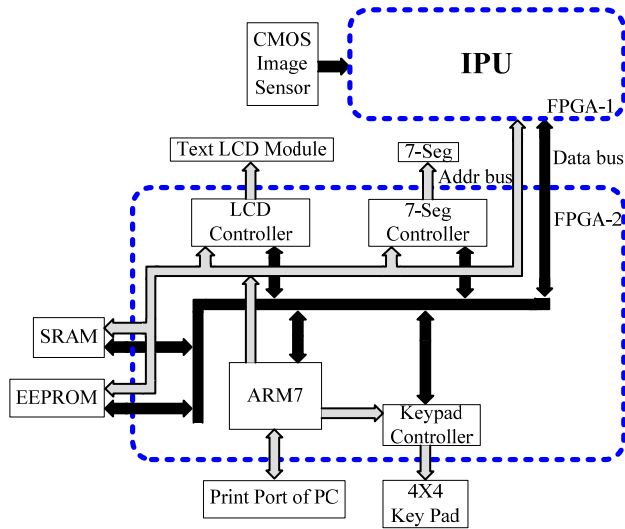 CMOS
Image
Sensor
IPU
FPGA-1
Text LCD Module
7-Seg
Data bus
Addr bus
LCD
Controller
7-Seg
Controller
FPGA-2
SRAM
EEPROM
ARM7
Keypad
Controller
Print Port of PC
4X4
Key Pad